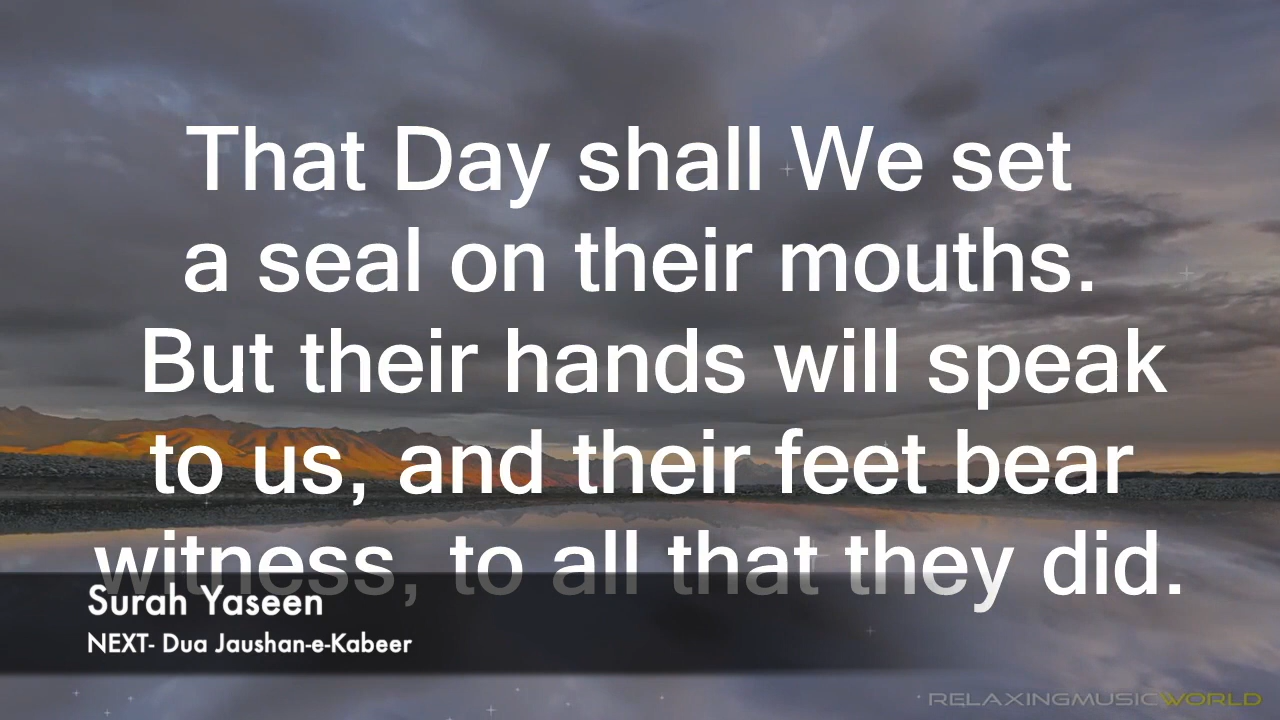 That Day shall We set
a seal on their mouths.
But their hands will speak
to us, and their feet bear
witness, to all that they did.
Surah Yaseen
NEXT- Dua Jaushan-e-Kabeer
RELAXINGMUSICWORLD